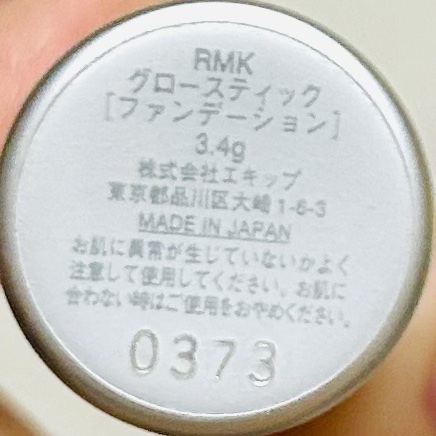 RMK
グロースティック
[ファンデーション]
3.4g
株式会社エキップ
東京都品川区大崎1-6-3
MADE IN JAPAN
お肌に異常が生じていないかよく
注意して使用してください。お肌に
合わない時はご使用をおやめください。
0373